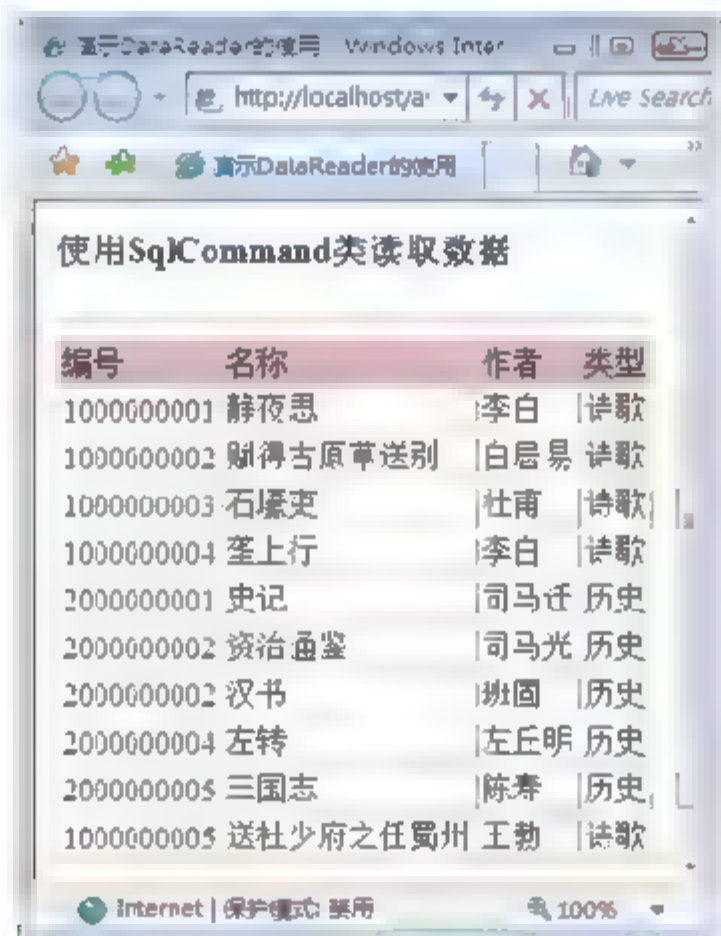 演示DataReader的使用 Windows Inter
http://localhost/a Live Search
演示DataReader的使用
使用SqlCommand类读取数据
编号 名称 作者 类型
1000000001 静夜思 李白 诗歌
1000000002 赋得古原草送别 白居易 诗歌
1000000003 石壕吏 杜甫 诗歌
1000000004 垄上行 李白 诗歌
2000000001 史记 司马迁 历史
2000000002 资治通鉴 司马光 历史
2000000002 汉书 班固 历史
2000000004 左转 左丘明 历史
2000000005 三国志 陈寿 历史
1000000005 送杜少府之任蜀州 王勃 诗歌
Internet | 保护模式: 禁用 100%